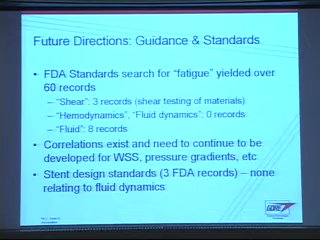 Future Directions: Guidance & Standards
• FDA Standards search for “fatigue” yielded over
60 records
– “Shear”: 3 records (shear testing of materials)
– “Hemodynamics”, “Fluid dynamics”: 0 records
– “Fluid”: 8 records
• Correlations exist and need to continue to be
developed for WSS, pressure gradients, etc
• Stent design standards (3 FDA records) – none
relating to fluid dynamics
GORE